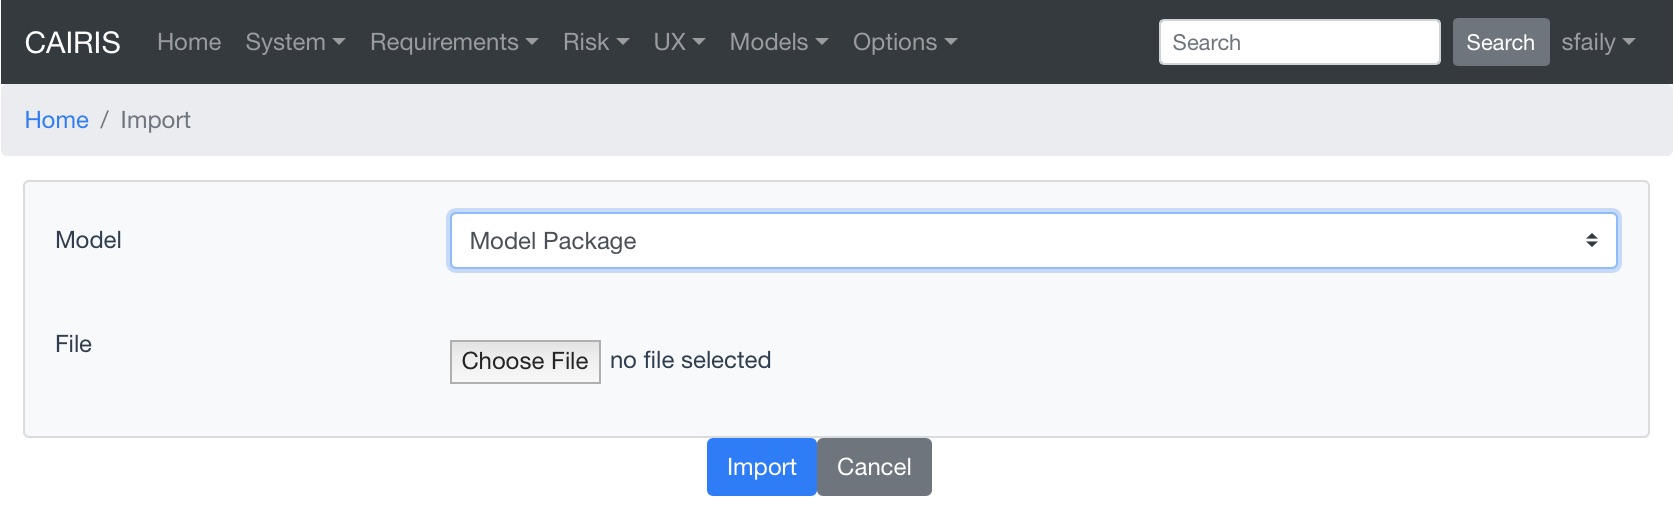 CAIRIS Home System Requirements Risk UX Models Options Search Search sfaily
Home / Import
Model Model Package
File Choose File no file selected
Import Cancel